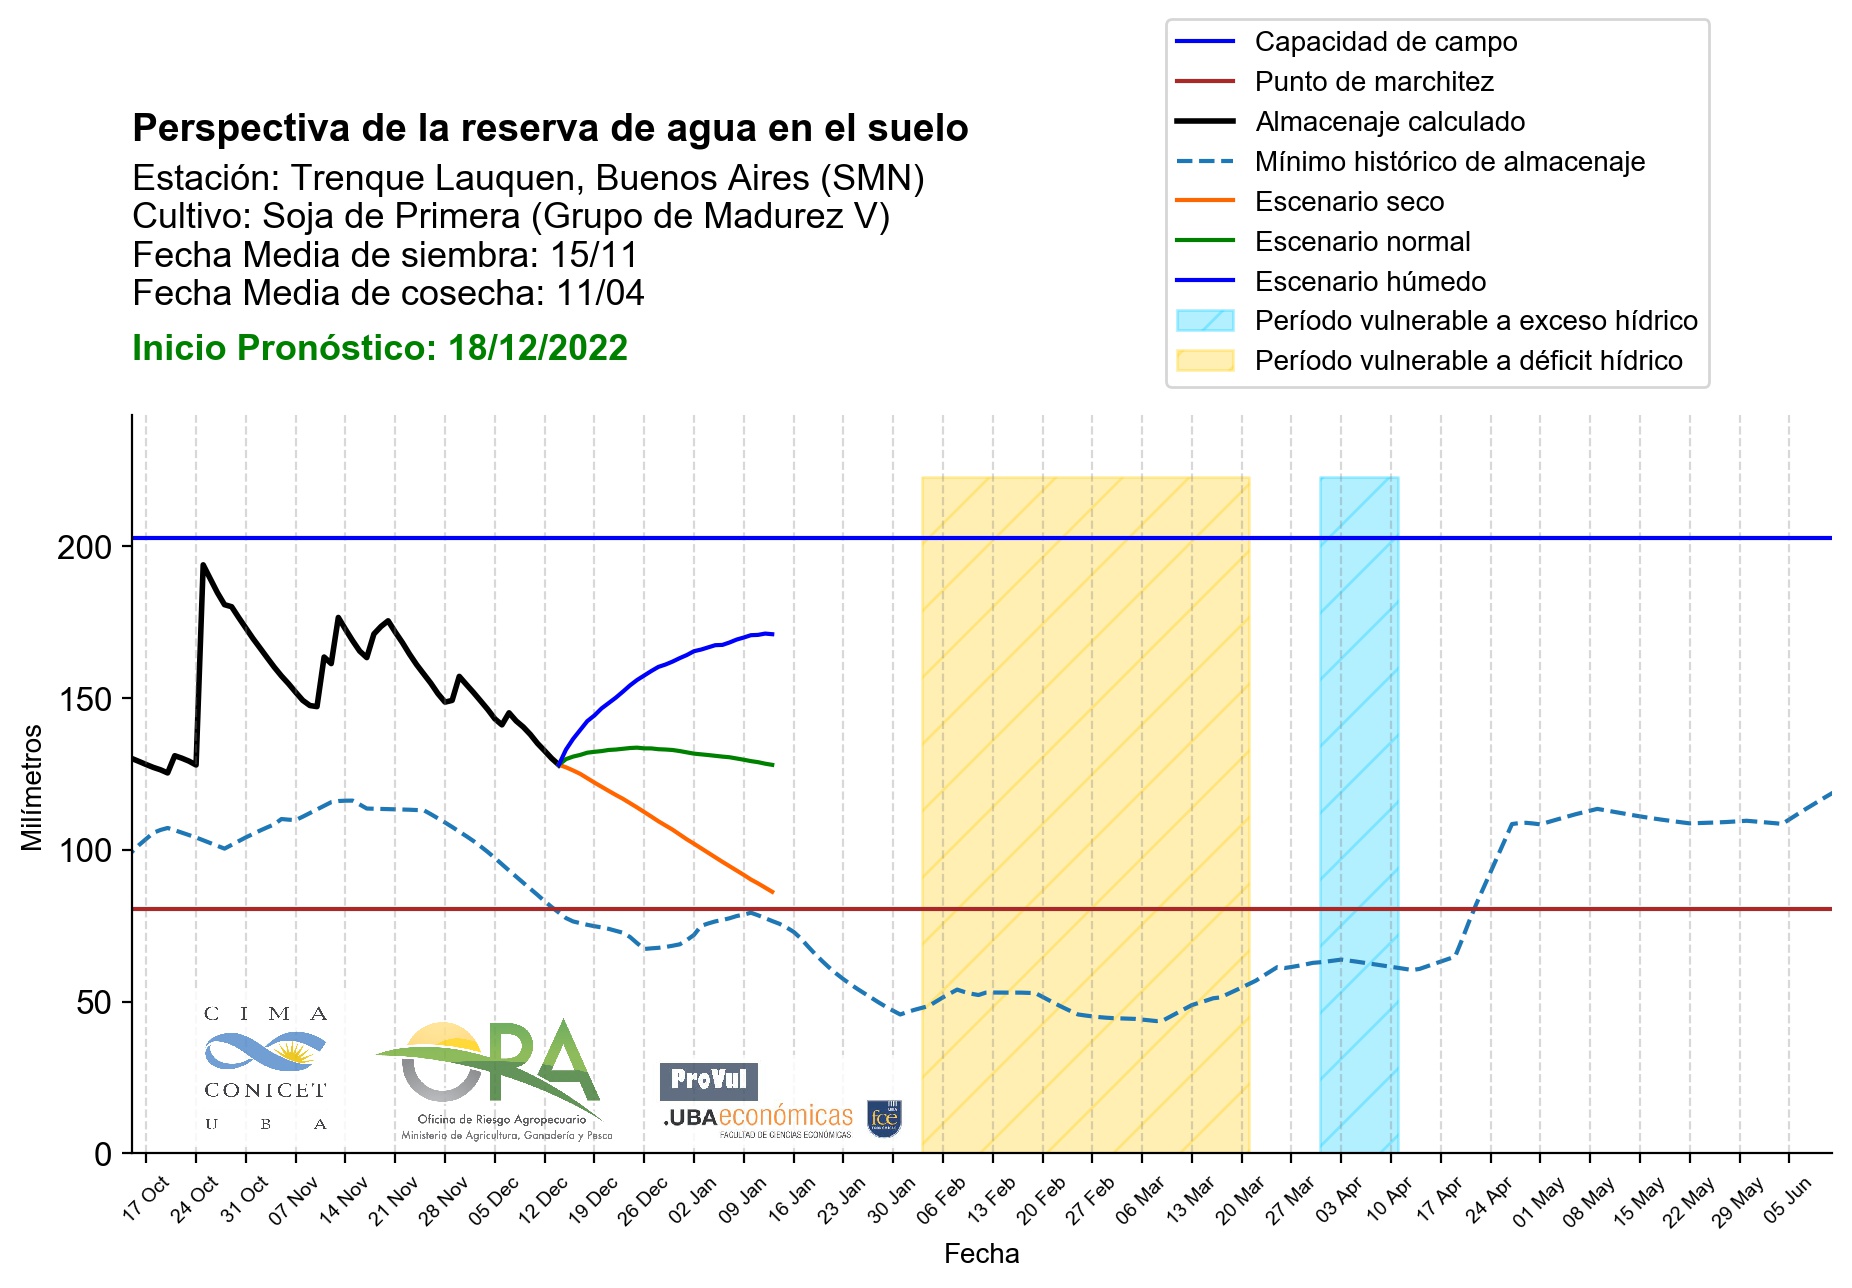 Capacidad de campo
Punto de marchitez
Almacenaje calculado
Mínimo histórico de almacenaje
Escenario seco
Escenario normal
Escenario húmedo
Período vulnerable a exceso hídrico
Período vulnerable a déficit hídrico
Perspectiva de la reserva de agua en el suelo
Estación: Trenque Lauquen, Buenos Aires (SMN)
Cultivo: Soja de Primera (Grupo de Madurez V)
Fecha Media de siembra: 15/11
Fecha Media de cosecha: 11/04
Inicio Pronóstico: 18/12/2022
Milímetros
200
150
100
50
0
CIMA
CONICET
UBA
ORA
Oficina de Riesgo Agropecuario
Ministerio de Agricultura, Ganadería y Pesca
ProVul
.UBAeconómicas
FACULTAD DE CIENCIAS ECONÓMICAS
fce
17 Oct
24 Oct
31 Oct
07 Nov
14 Nov
21 Nov
28 Nov
05 Dec
12 Dec
19 Dec
26 Dec
02 Jan
09 Jan
16 Jan
23 Jan
30 Jan
06 Feb
13 Feb
20 Feb
27 Feb
06 Mar
13 Mar
20 Mar
27 Mar
03 Apr
10 Apr
17 Apr
24 Apr
01 May
08 May
15 May
22 May
29 May
05 Jun
Fecha